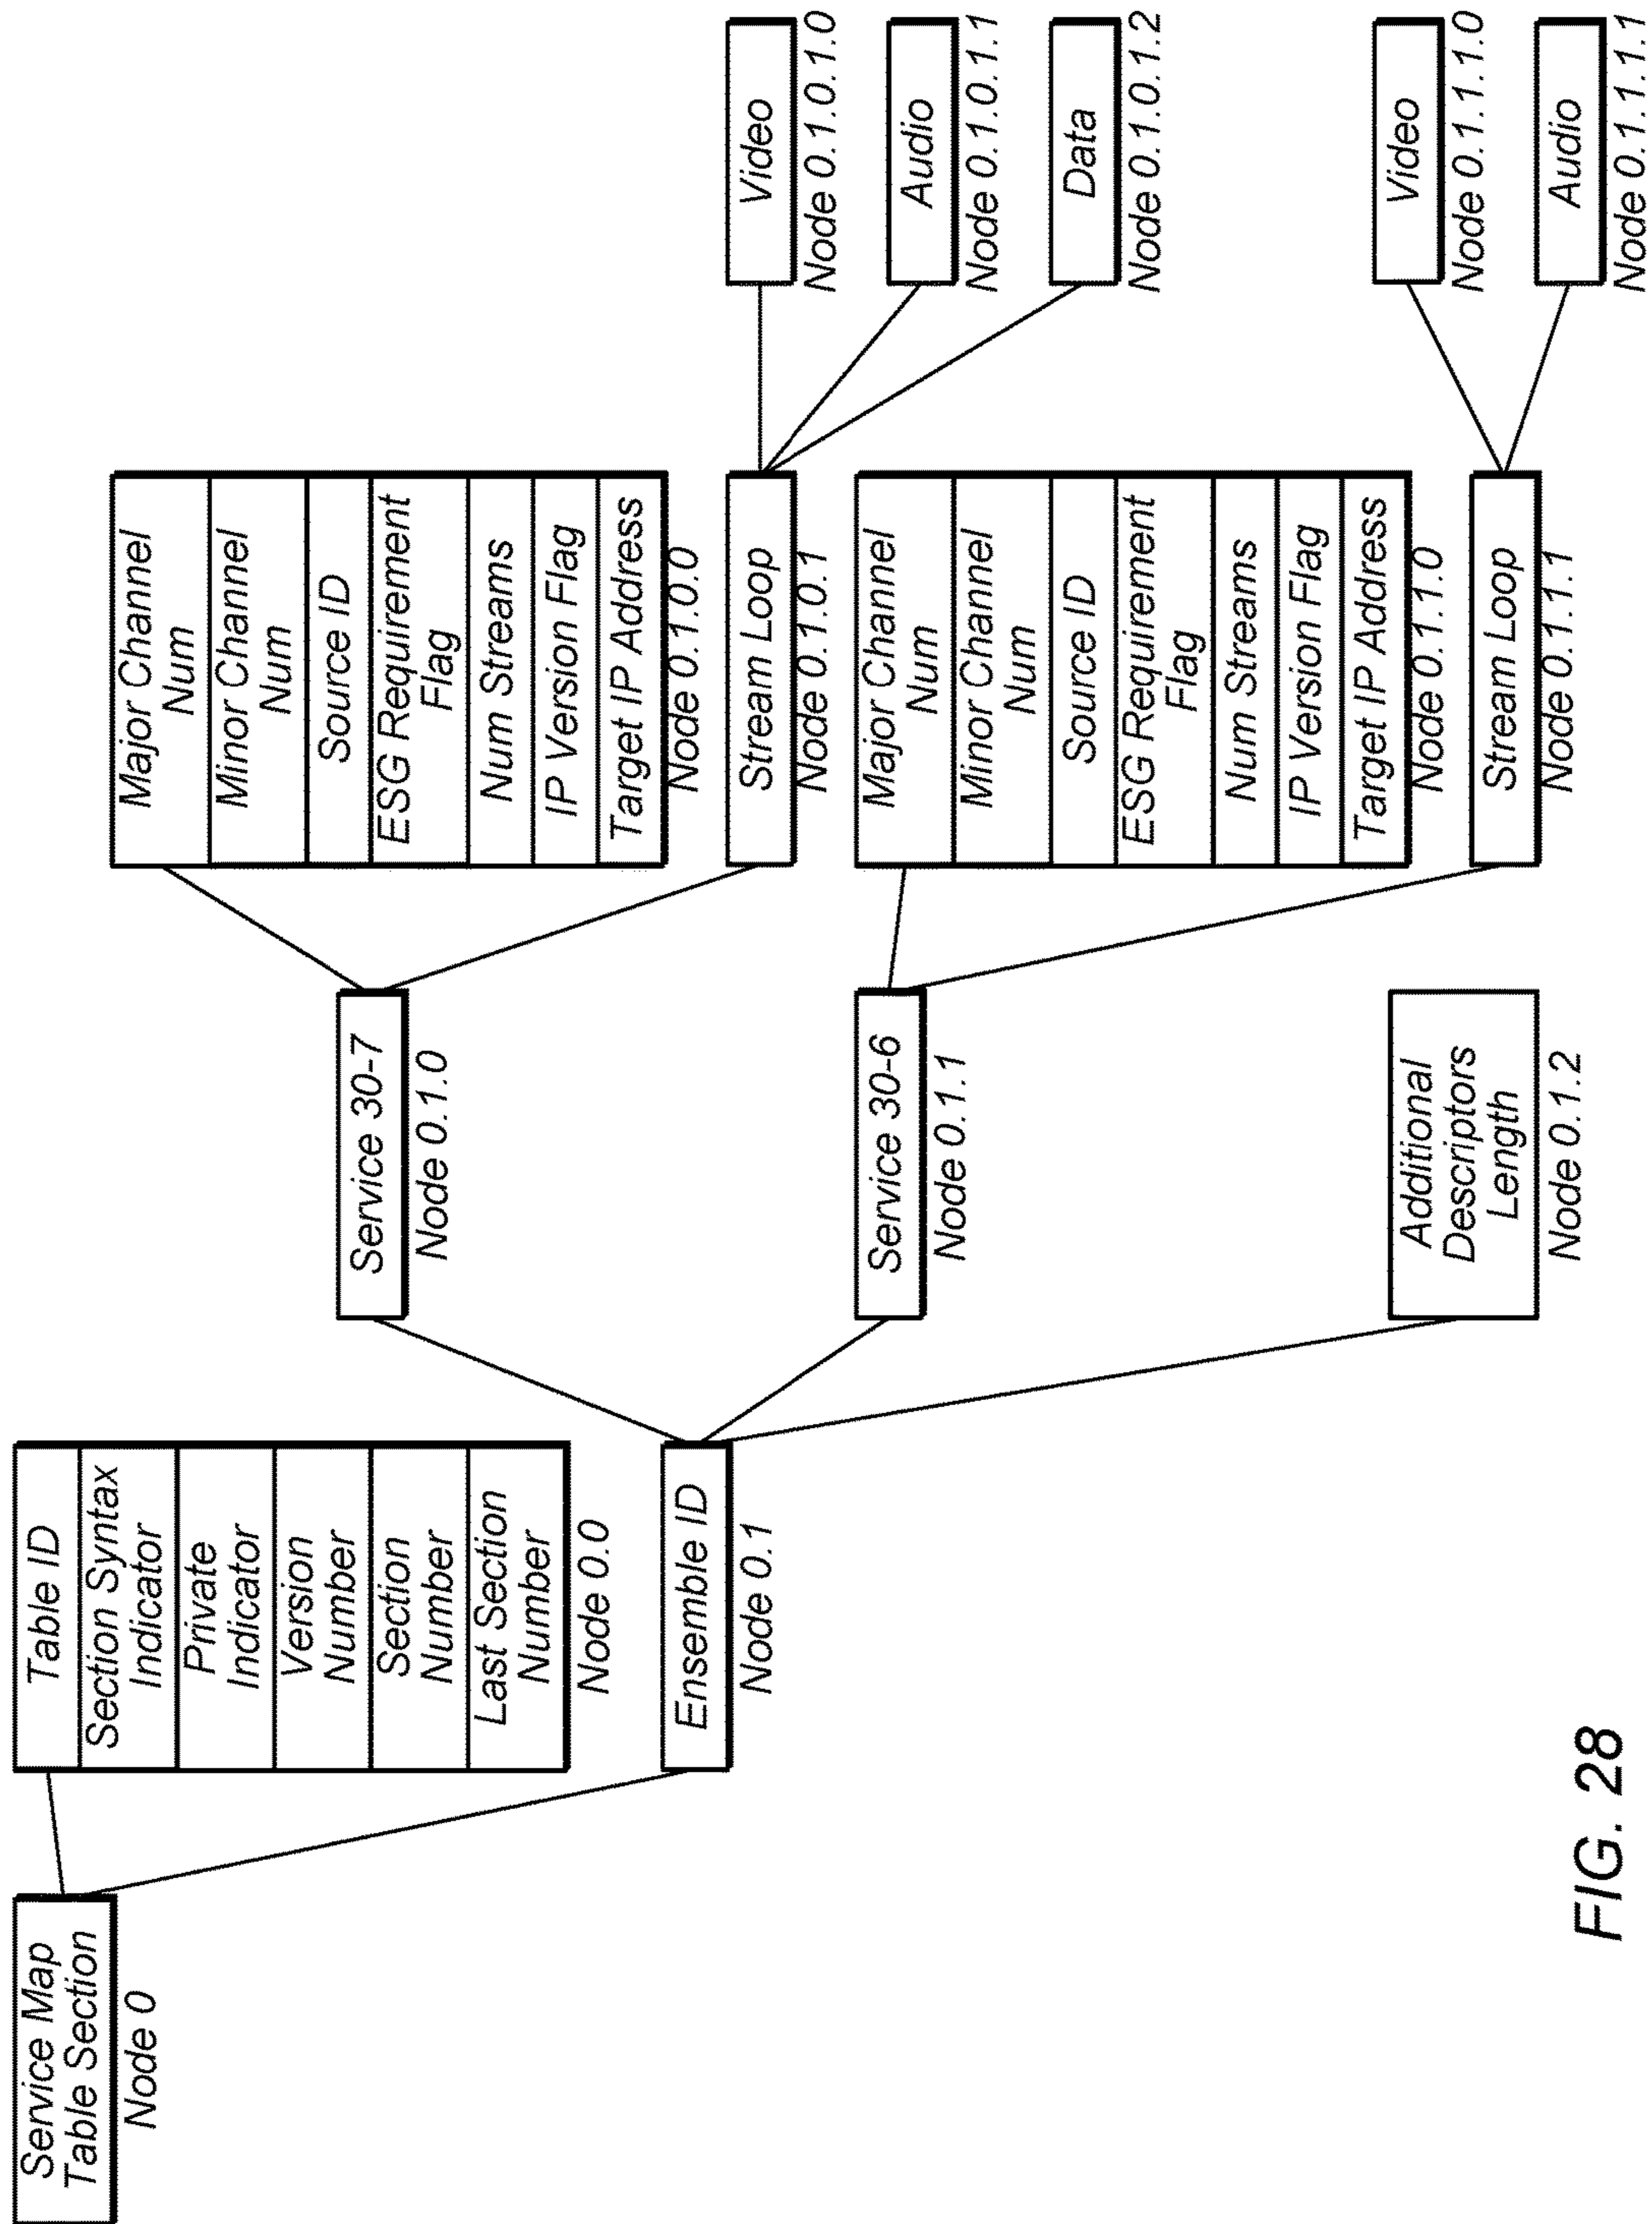 Service Map
Table Section
Node 0
Table ID
Section Syntax
Indicator
Private
Indicator
Version
Number
Section
Number
Last Section
Number
Node 0.0
Ensemble ID
Node 0.1
Service 30-7
Node 0.1.0
Service 30-6
Node 0.1.1
Additional
Descriptors
Length
Node 0.1.2
Major Channel
Num
Minor Channel
Num
Source ID
ESG Requirement
Flag
Num Streams
IP Version Flag
Target IP Address
Node 0.1.0.0
Stream Loop
Node 0.1.0.1
Major Channel
Num
Minor Channel
Num
Source ID
ESG Requirement
Flag
Num Streams
IP Version Flag
Target IP Address
Node 0.1.1.0
Stream Loop
Node 0.1.1.1
Video
Node 0.1.0.1.0
Audio
Node 0.1.0.1.1
Data
Node 0.1.0.1.2
Video
Node 0.1.1.1.0
Audio
Node 0.1.1.1.1
FIG. 28